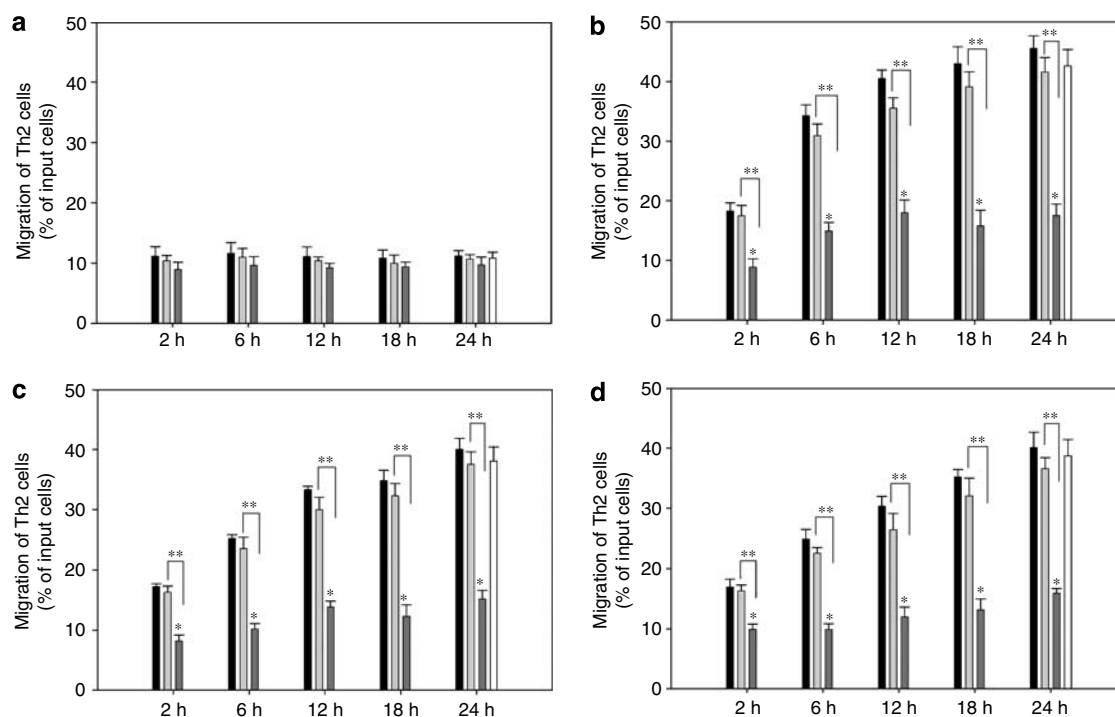 a
Migration of Th2 cells
(% of input cells)
50
40
30
20
10
0
2 h 6 h 12 h 18 h 24 h
b
Migration of Th2 cells
(% of input cells)
50
40
30
20
10
0
** ** ** ** **
* * * * *
2 h 6 h 12 h 18 h 24 h
c
Migration of Th2 cells
(% of input cells)
50
40
30
20
10
0
** ** ** ** **
* * * * *
2 h 6 h 12 h 18 h 24 h
d
Migration of Th2 cells
(% of input cells)
50
40
30
20
10
0
** ** ** ** **
* * * * *
2 h 6 h 12 h 18 h 24 h